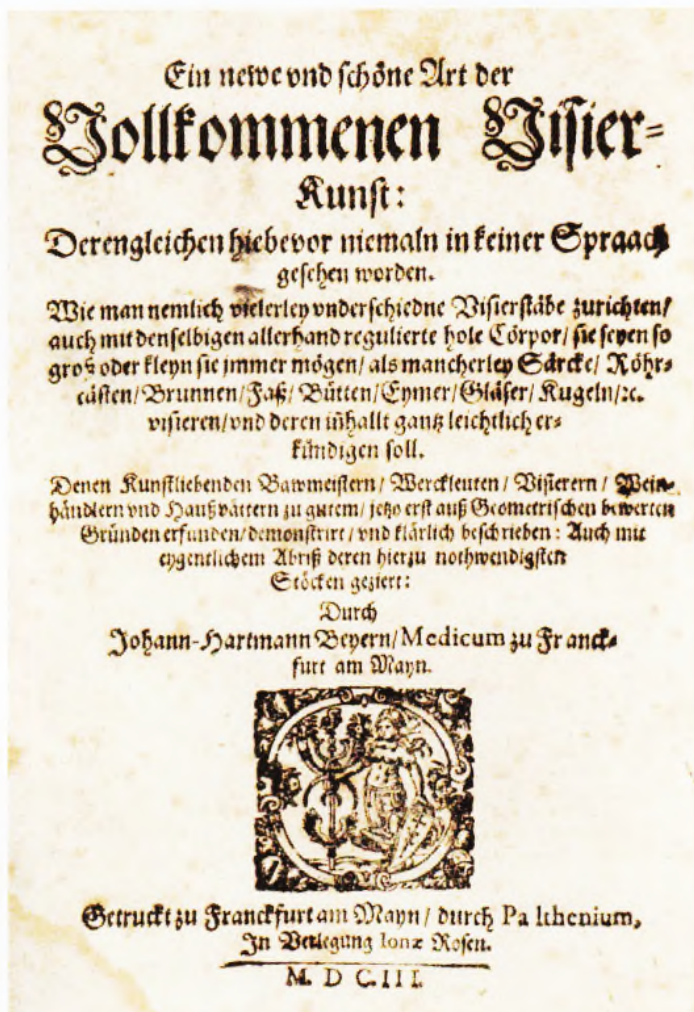 Ein newe vnd schöne Art der
Vollkommenen Visier-
Kunst:
Derengleichen hiebevor niemaln in keiner Spraach
gesehen worden.
Wie man nemlich vielerley vnderschiedne Visierstäbe zurichten/
auch mit denselbigen allerhand regulierte hole Cörpor/ sie seyen so
groß oder kleyn sie jmmer mögen/ als mancherley Särcke/ Röhr-
cästen/ Brunnen/ Faß/ Bütten/ Eymer/ Gläser/ Kugeln/ ꝛc.
visieren/ vnd deren inhallt gantz leichtlich er-
kündigen soll.
Denen Kunstliebenden Bawmeistern/ Werckleuten/ Visierern/ Wein-
händlern vnd Haußvättern zu gutem/ jetzo erst auß Geometrischen bewerten
Gründen erfunden/ demonstrirt/ vnd klärlich beschrieben: Auch mit
eygentlichem Abriß deren hierzu nothwendigsten
Stöcken geziert:
Durch
Johann-Hartmann Beyern/ Medicum zu Franck-
furt am Mayn.
Getruckt zu Franckfurt am Mayn/ durch Palthenium,
In Verlegung Ionæ Rosen.
M. D C. III.